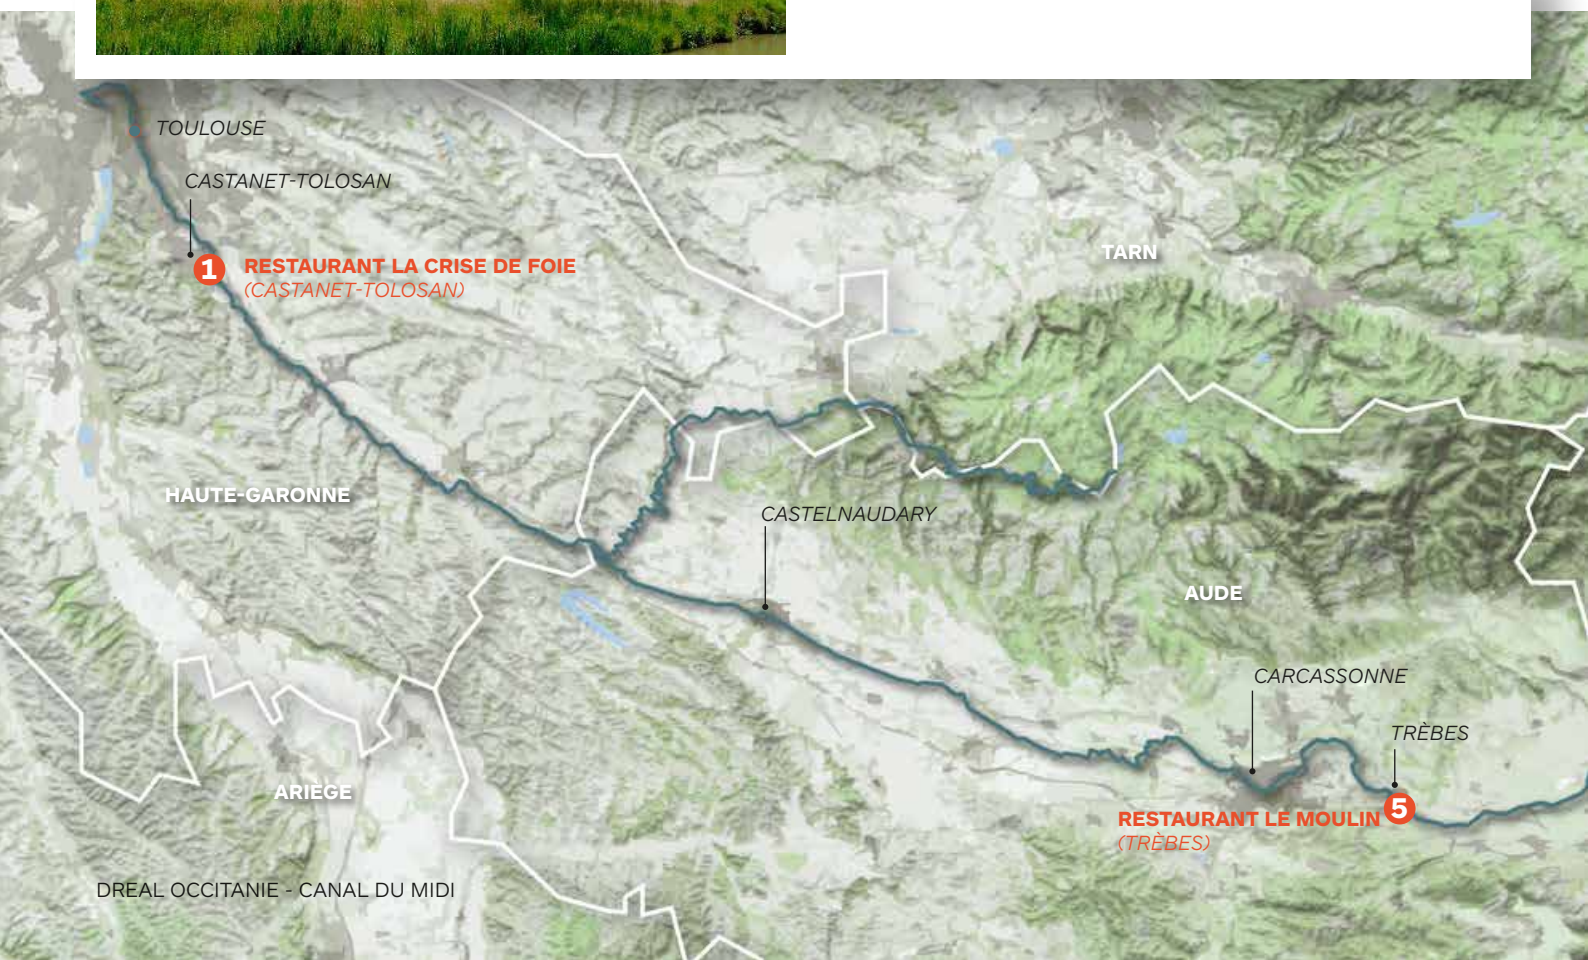 TOULOUSE
CASTANET-TOLOSAN
TARN
1 RESTAURANT LA CRISE DE FOIE
(CASTANET-TOLOSAN)
HAUTE-GARONNE
CASTELNAUDARY
AUDE
CARCASSONNE
TRÈBES
ARIÈGE
RESTAURANT LE MOULIN 5
(TRÈBES)
DREAL OCCITANIE - CANAL DU MIDI